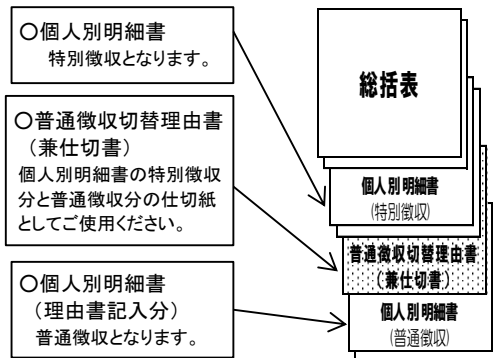 〇個人別明細書
特別徴収となります。
〇普通徴収切替理由書
(兼仕切書)
個人別明細書の特別徴収
分と普通徴収分の仕切紙
としてご使用ください。
〇個人別明細書
(理由書記入分)
普通徴収となります。
総括表
個人別明細書
(特別徴収)
普通徴収切替理由書
(兼仕切書)
個人別明細書
(普通徴収)